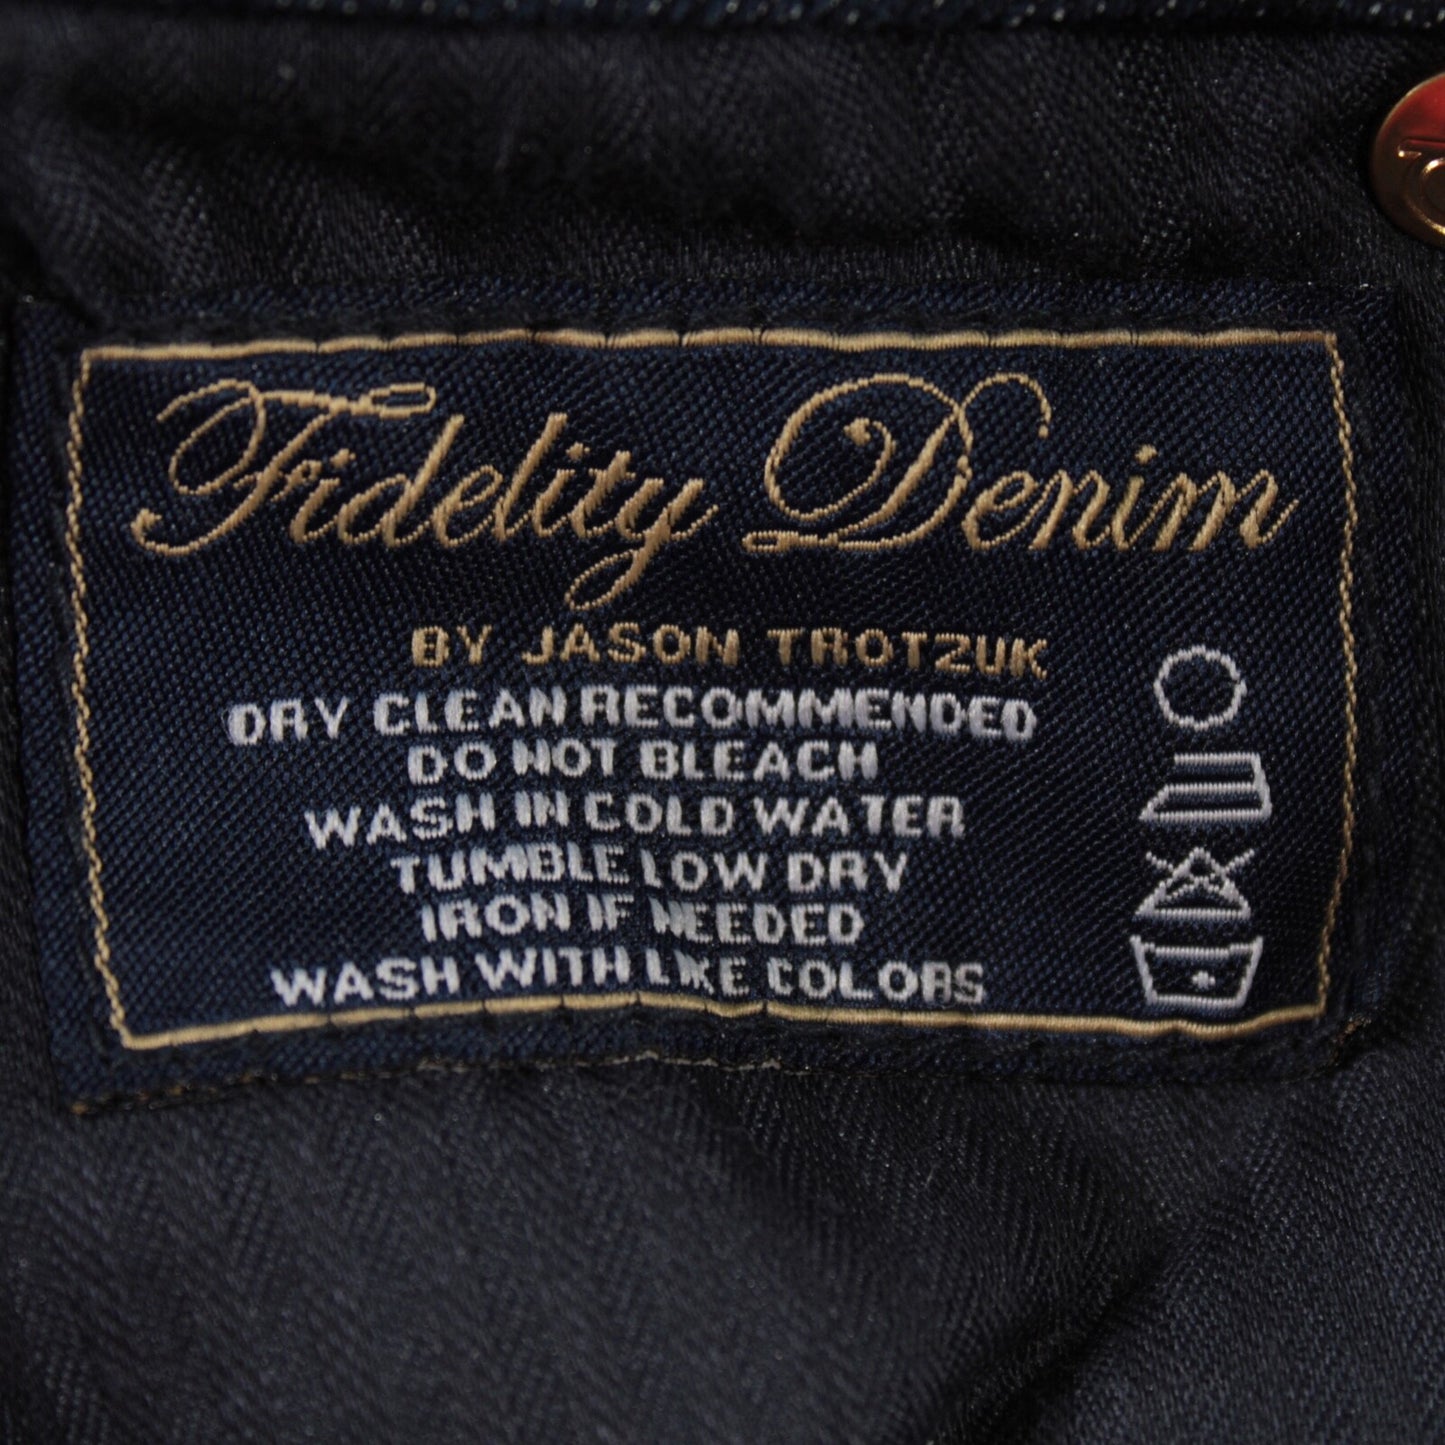 Fidelity Denim
BY JASON TROTZUK
DRY CLEAN RECOMMENDED
DO NOT BLEACH
WASH IN COLD WATER
TUMBLE LOW DRY
IRON IF NEEDED
WASH WITH LIKE COLORS